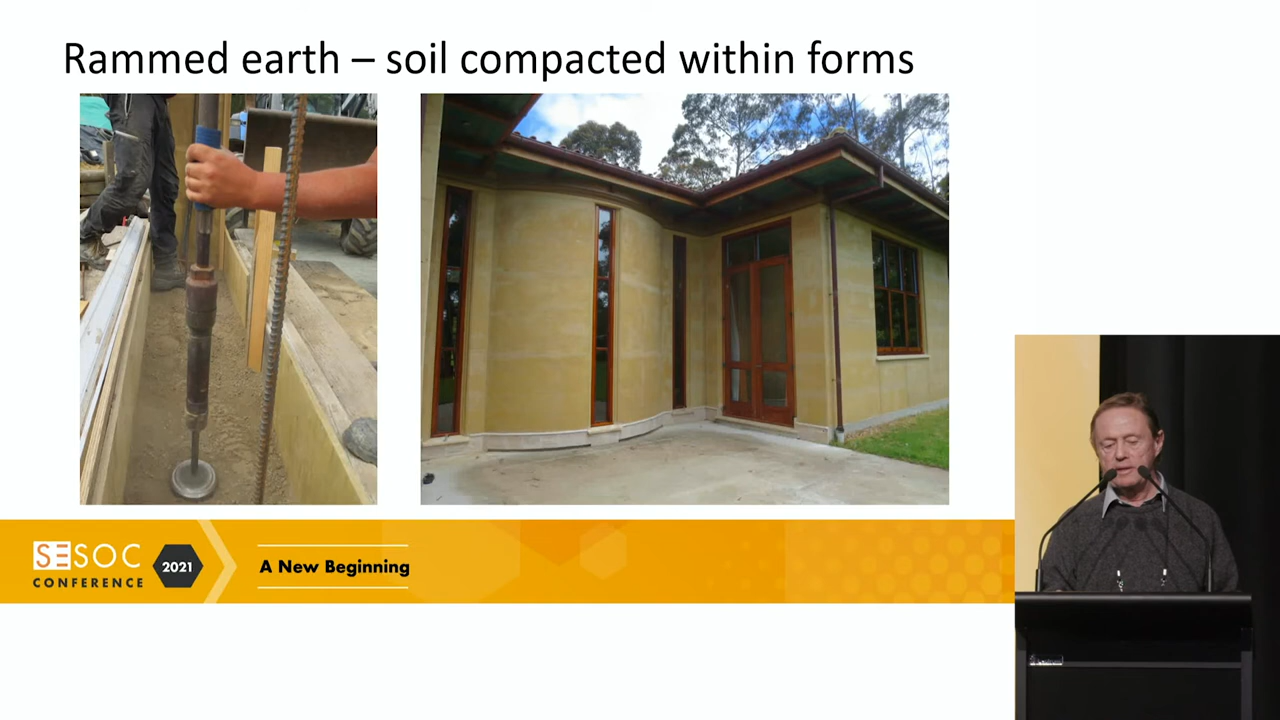 Rammed earth – soil compacted within forms
SESOC
CONFERENCE
2021
A New Beginning